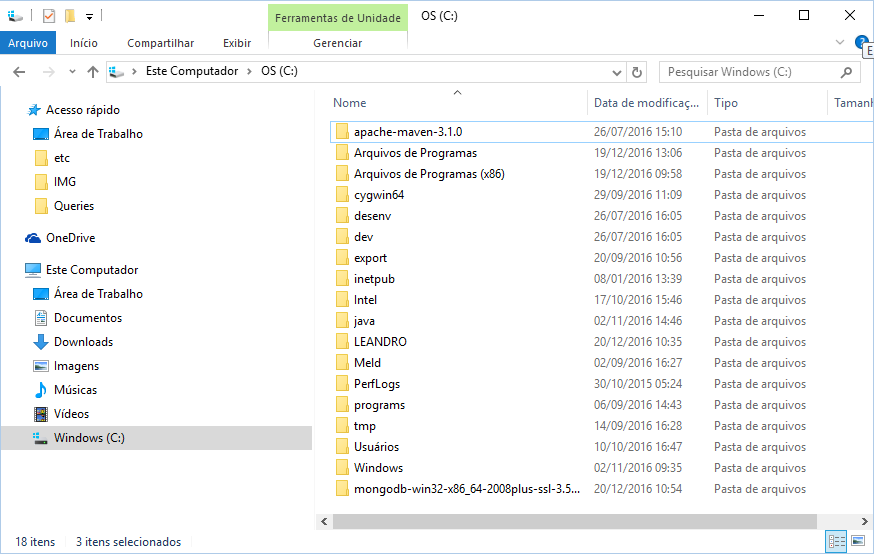 Ferramentas de Unidade
OS (C:)
Arquivo
Início
Compartilhar
Exibir
Gerenciar
?
E
Este Computador
OS (C:)
Pesquisar Windows (C:)
Acesso rápido
Área de Trabalho
etc
IMG
Queries
OneDrive
Este Computador
Área de Trabalho
Documentos
Downloads
Imagens
Músicas
Vídeos
Windows (C:)
Nome Data de modificaç... Tipo Tamanh
apache-maven-3.1.0 26/07/2016 15:10 Pasta de arquivos
Arquivos de Programas 19/12/2016 13:06 Pasta de arquivos
Arquivos de Programas (x86) 19/12/2016 09:58 Pasta de arquivos
cygwin64 29/09/2016 11:09 Pasta de arquivos
desenv 26/07/2016 16:05 Pasta de arquivos
dev 26/07/2016 16:05 Pasta de arquivos
export 20/09/2016 10:56 Pasta de arquivos
inetpub 08/01/2016 13:39 Pasta de arquivos
Intel 17/10/2016 15:46 Pasta de arquivos
java 02/11/2016 14:46 Pasta de arquivos
LEANDRO 20/12/2016 10:35 Pasta de arquivos
Meld 02/09/2016 16:27 Pasta de arquivos
PerfLogs 30/10/2015 05:24 Pasta de arquivos
programs 06/09/2016 14:43 Pasta de arquivos
tmp 14/09/2016 16:28 Pasta de arquivos
Usuários 10/10/2016 16:47 Pasta de arquivos
Windows 02/11/2016 09:35 Pasta de arquivos
mongodb-win32-x86_64-2008plus-ssl-3.5... 20/12/2016 10:54 Pasta de arquivos
18 itens 3 itens selecionados